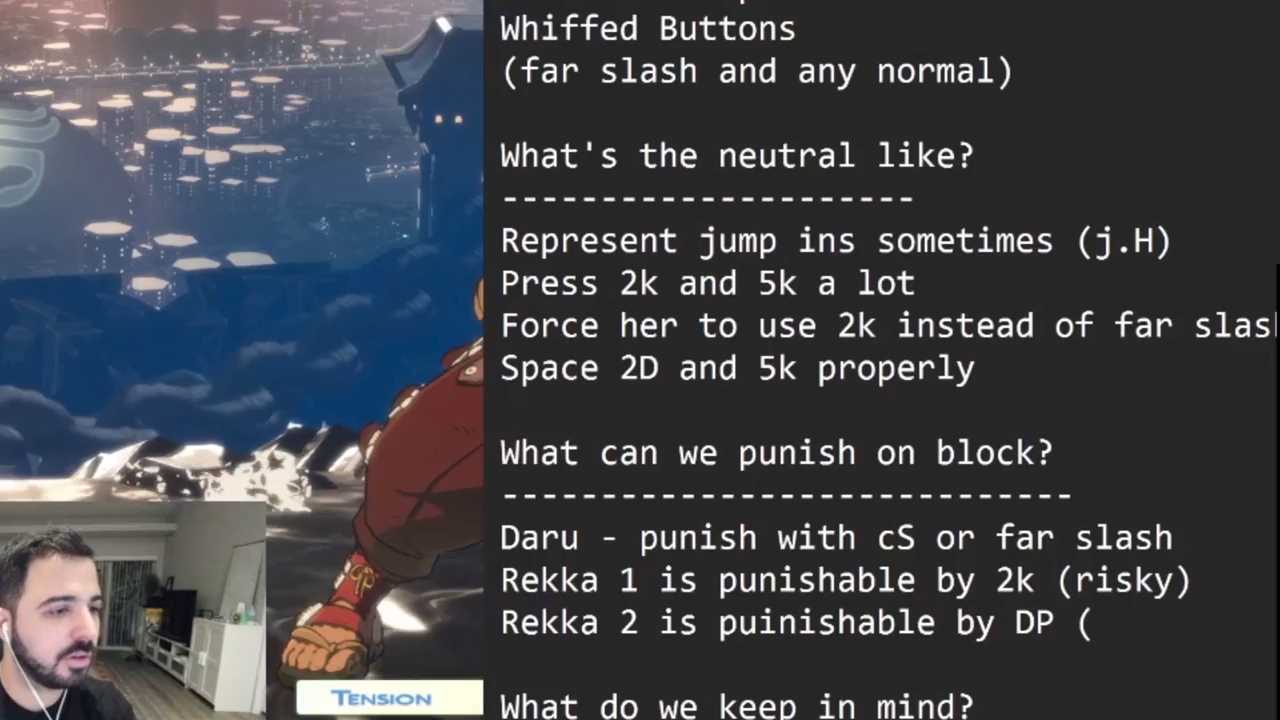 Whiffed Buttons
(far slash and any normal)
What's the neutral like?
---------------------
Represent jump ins sometimes (j.H)
Press 2k and 5k a lot
Force her to use 2k instead of far slas
Space 2D and 5k properly
What can we punish on block?
-----------------------------
Daru - punish with cS or far slash
Rekka 1 is punishable by 2k (risky)
Rekka 2 is puinishable by DP (
TENSION
What do we keep in mind?